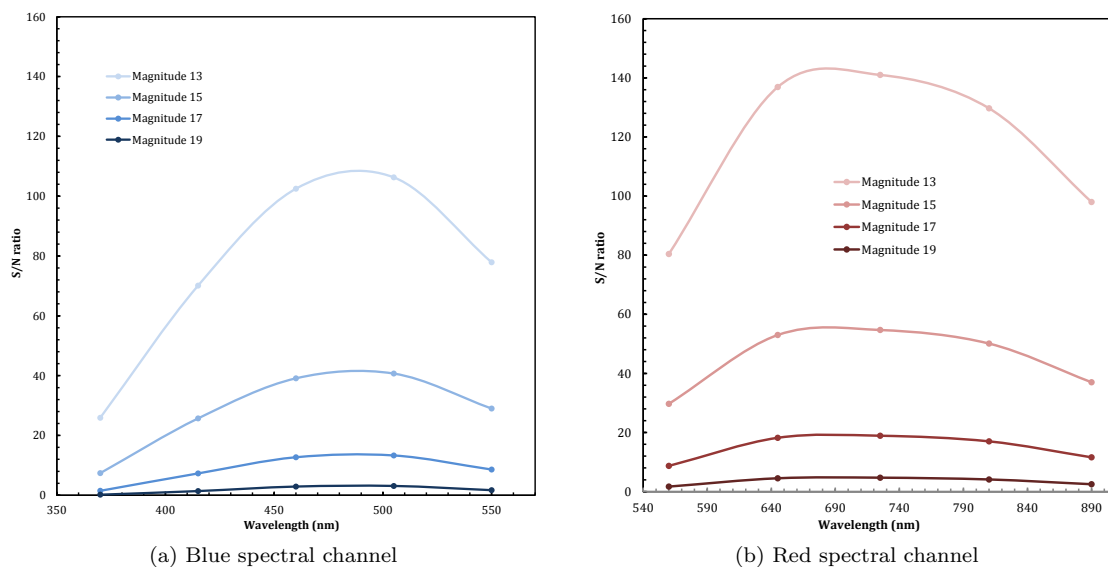 160
140
120
100
80
60
40
20
0
S/N ratio
Magnitude 13
Magnitude 15
Magnitude 17
Magnitude 19
350
400
450
500
550
Wavelength (nm)
(a) Blue spectral channel
160
140
120
100
80
60
40
20
0
S/N ratio
Magnitude 13
Magnitude 15
Magnitude 17
Magnitude 19
540
590
640
690
740
790
840
890
Wavelength (nm)
(b) Red spectral channel